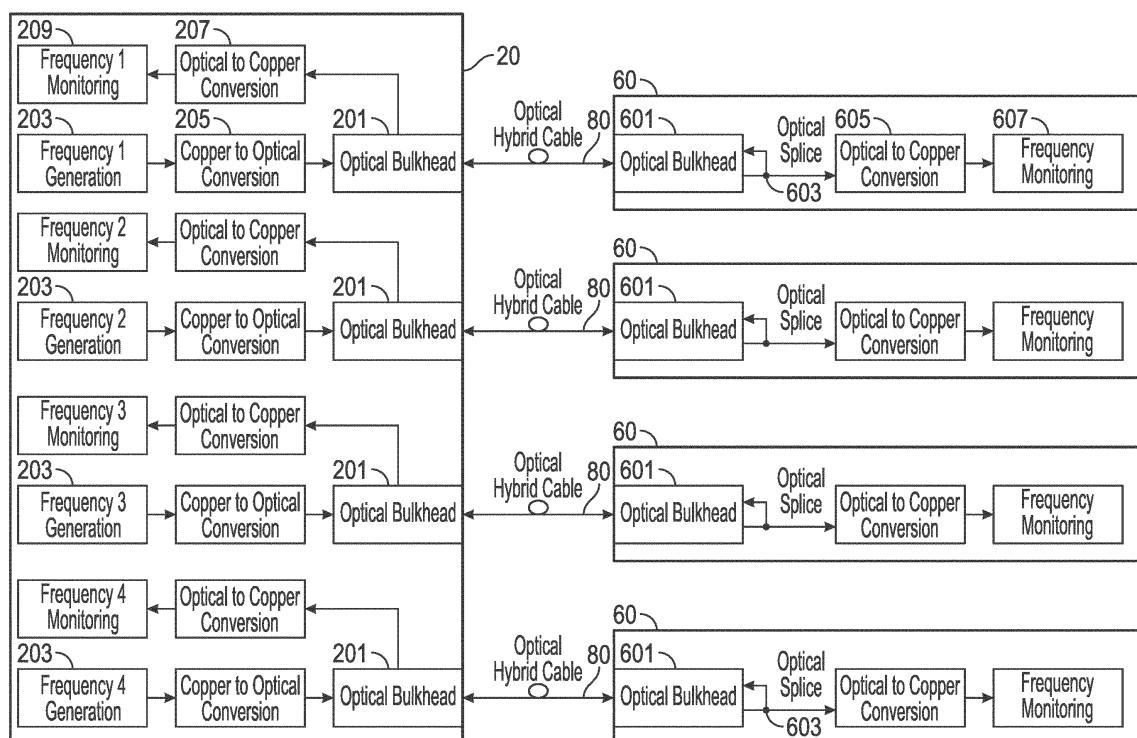 209
207
20
Frequency 1
Monitoring
Optical to Copper
Conversion
203
205
201
Frequency 1
Generation
Copper to Optical
Conversion
Optical Bulkhead
Optical
Hybrid Cable
80
60
601
Optical Bulkhead
Optical
Splice
603
605
Optical to Copper
Conversion
607
Frequency
Monitoring
Frequency 2
Monitoring
Optical to Copper
Conversion
203
201
Frequency 2
Generation
Copper to Optical
Conversion
Optical Bulkhead
Optical
Hybrid Cable
80
60
601
Optical Bulkhead
Optical
Splice
Optical to Copper
Conversion
Frequency
Monitoring
Frequency 3
Monitoring
Optical to Copper
Conversion
203
201
Frequency 3
Generation
Copper to Optical
Conversion
Optical Bulkhead
Optical
Hybrid Cable
80
60
601
Optical Bulkhead
Optical
Splice
Optical to Copper
Conversion
Frequency
Monitoring
Frequency 4
Monitoring
Optical to Copper
Conversion
203
201
Frequency 4
Generation
Copper to Optical
Conversion
Optical Bulkhead
Optical
Hybrid Cable
80
60
601
Optical Bulkhead
Optical
Splice
603
Optical to Copper
Conversion
Frequency
Monitoring